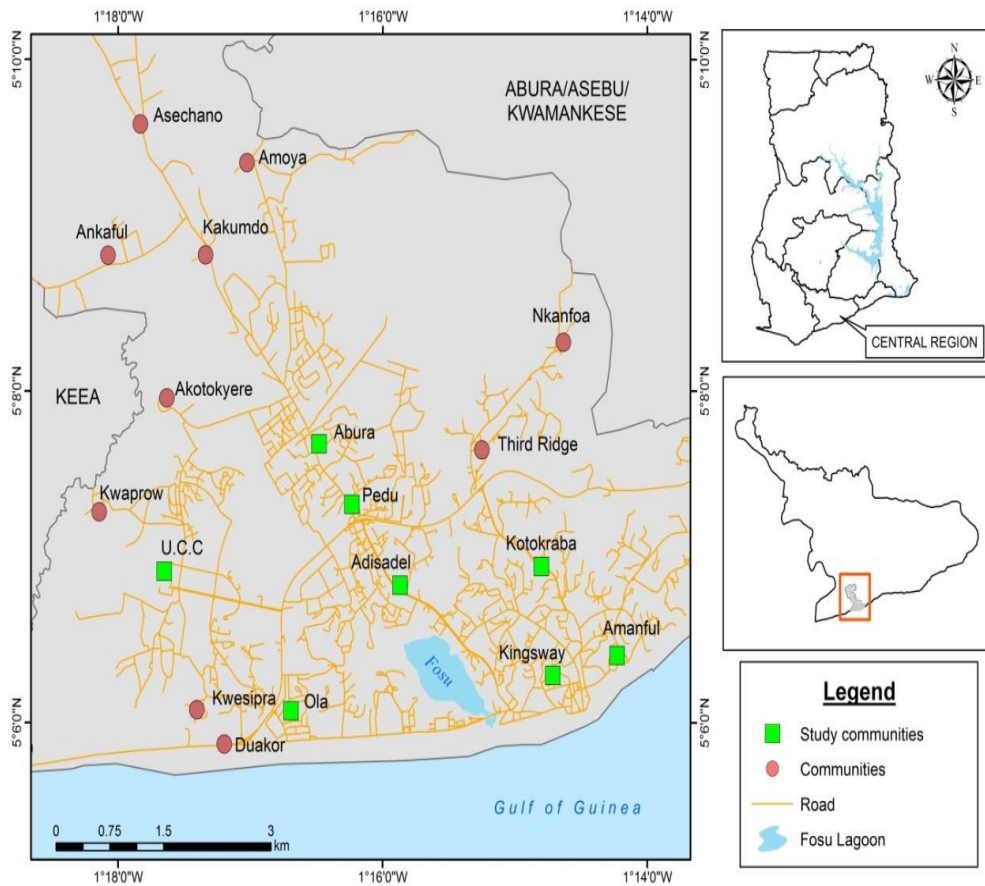 1°18'0"W
1°16'0"W
1°14'0"W
5°10'0"N
5°10'0"N
ABURA/ASEBU/
KWAMANKESE
Asechano
Amoya
Ankaful
Kakumdo
Nkanfoa
5°8'0"N
KEEA
Akotokyere
5°8'0"N
Abura
Third Ridge
Kwaprow
Pedu
U.C.C
Kotokraba
Adisadel
Amanful
Kingsway
Fosu
Kwesipra
Ola
5°6'0"N
Duakor
5°6'0"N
Gulf of Guinea
0 0.75 1.5 3
km
1°18'0"W
1°16'0"W
1°14'0"W
N
W
E
S
CENTRAL REGION
Legend
Study communities
Communities
Road
Fosu Lagoon